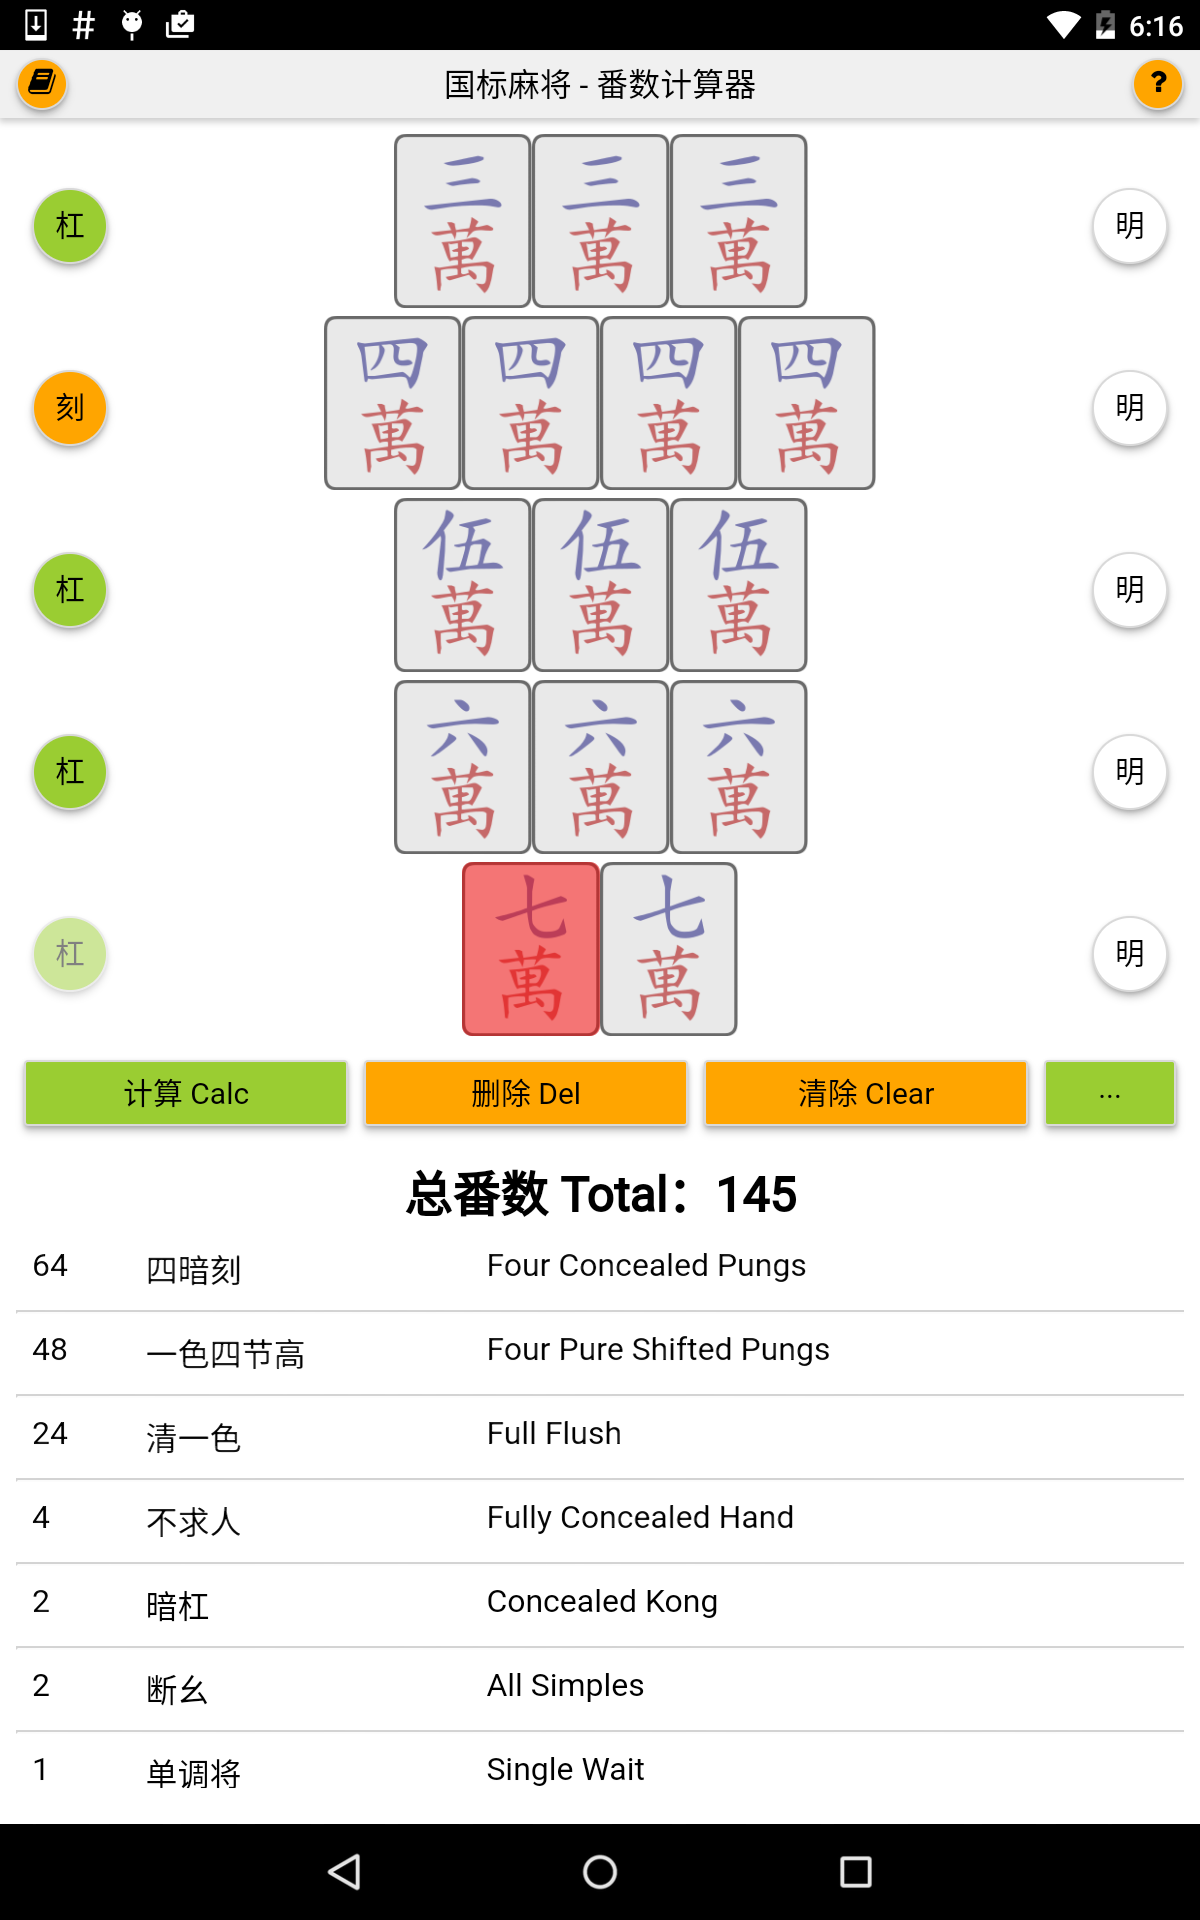 6:16
国标麻将 - 番数计算器
?
杠 三萬 三萬 三萬 明
刻 四萬 四萬 四萬 四萬 明
杠 伍萬 伍萬 伍萬 明
杠 六萬 六萬 六萬 明
杠 七萬 七萬 明
计算 Calc 删除 Del 清除 Clear ...
总番数 Total：145
64 四暗刻 Four Concealed Pungs
48 一色四节高 Four Pure Shifted Pungs
24 清一色 Full Flush
4 不求人 Fully Concealed Hand
2 暗杠 Concealed Kong
2 断幺 All Simples
1 单调将 Single Wait